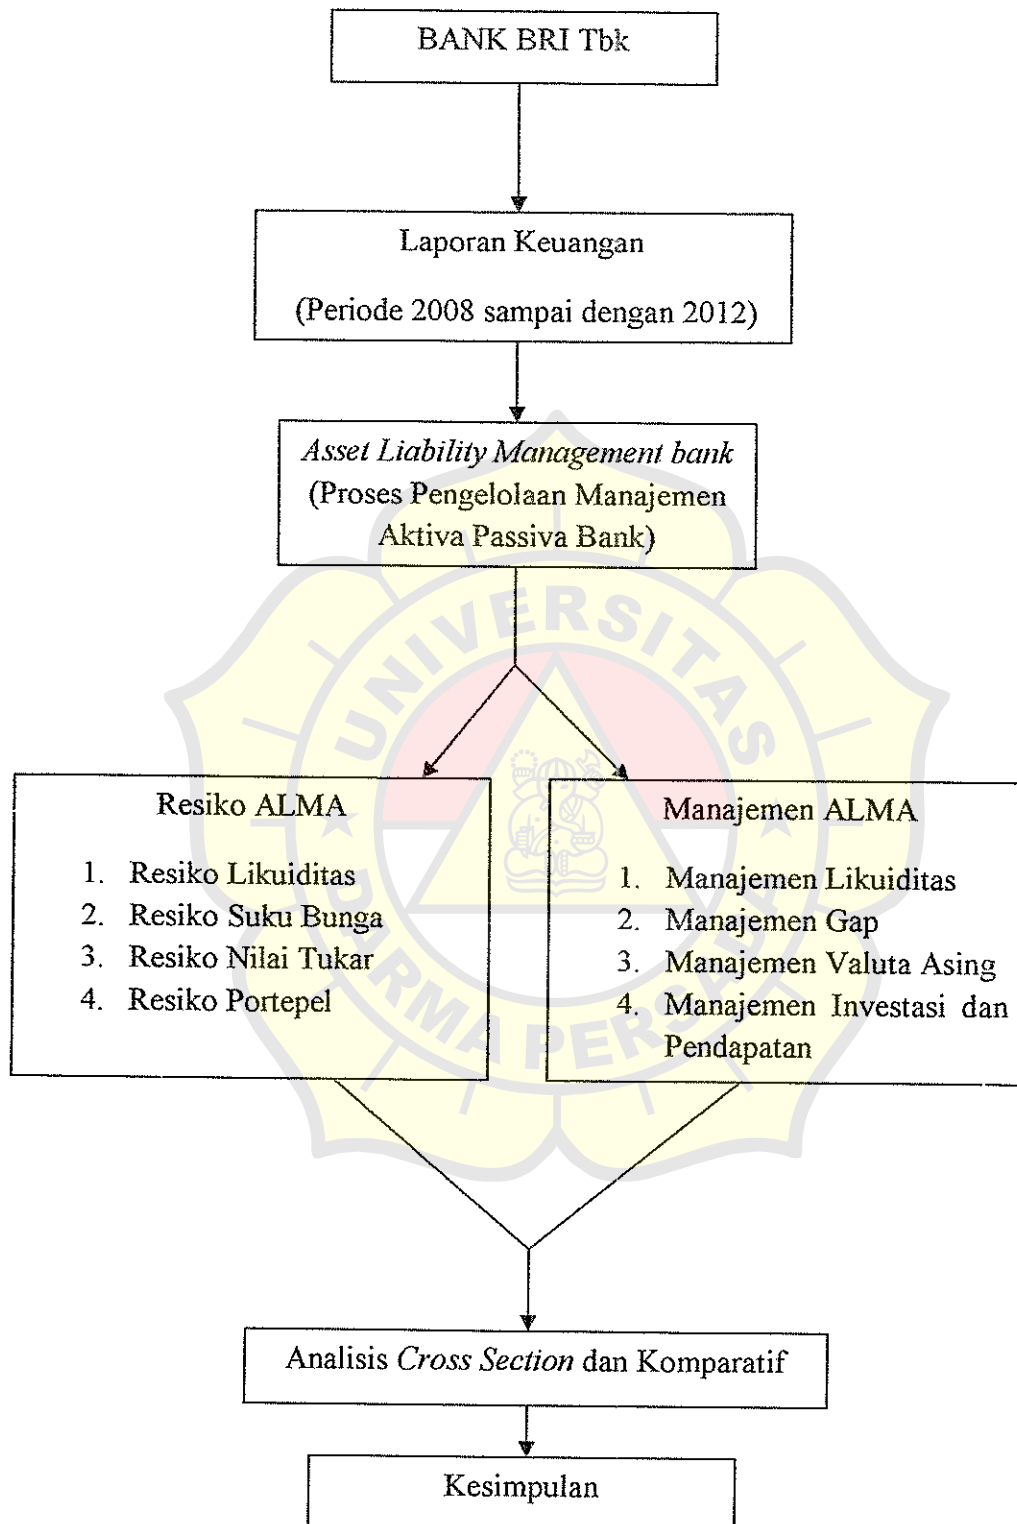 BANK BRI Tbk
Laporan Keuangan
(Periode 2008 sampai dengan 2012)
Asset Liability Management bank
(Proses Pengelolaan Manajemen
Aktiva Passiva Bank)
UNIVERSITAS
Resiko ALMA
1. Resiko Likuiditas
2. Resiko Suku Bunga
3. Resiko Nilai Tukar
4. Resiko Portepel
Manajemen ALMA
1. Manajemen Likuiditas
2. Manajemen Gap
3. Manajemen Valuta Asing
4. Manajemen Investasi dan
Pendapatan
DARMA PERSADA
Analisis Cross Section dan Komparatif
Kesimpulan